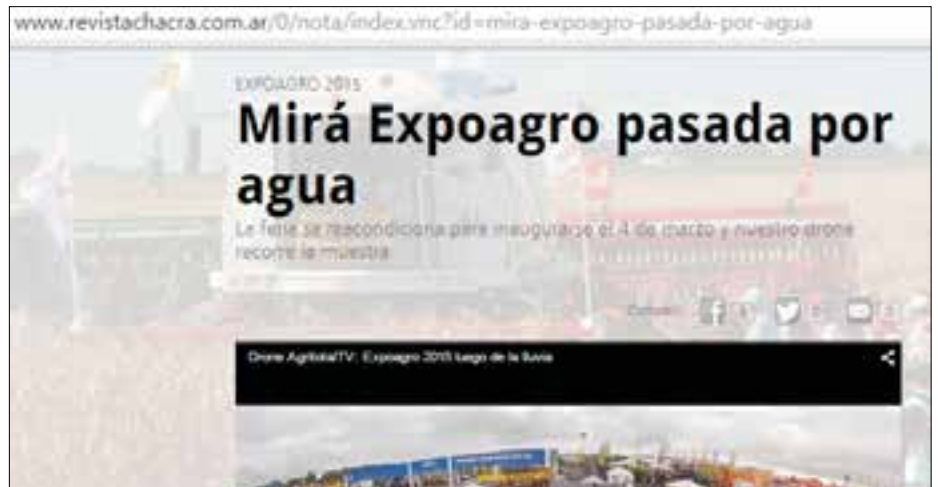 www.revistachacra.com.ar/0/nota/index.vnc?id=mira-expoagro-pasada-por-agua
EXPOAGRO 2015
Mirá Expoagro pasada por
agua
La feria se reacondiciona para inaugurarse el 4 de marzo y nuestro drone
recorre la muestra
Drone AgritotalTV: Expoagro 2015 luego de la lluvia